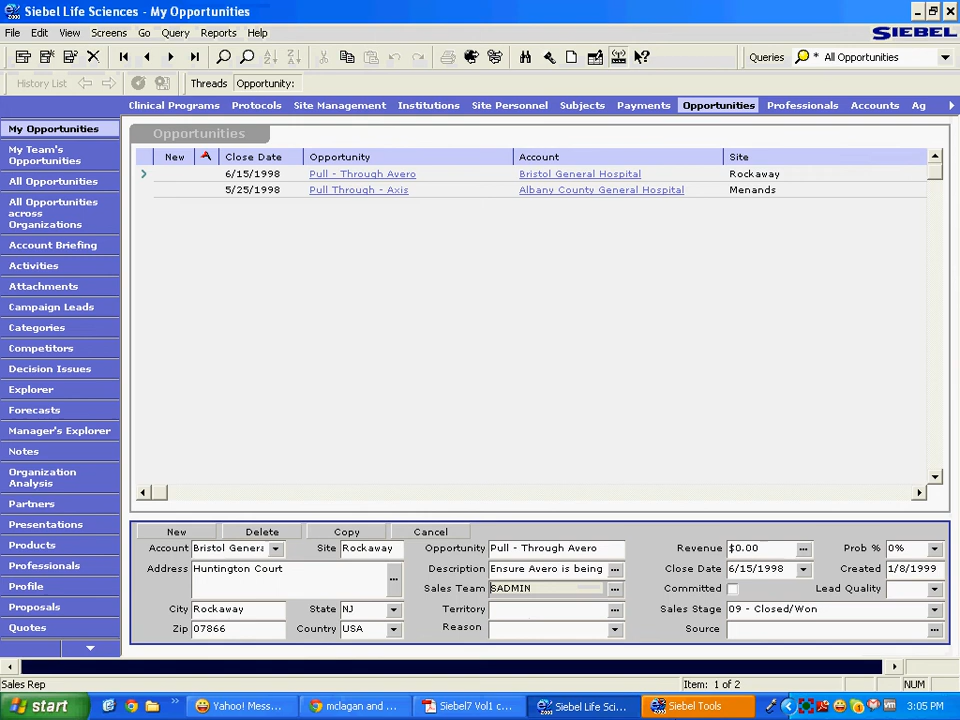 Siebel Life Sciences - My Opportunities
File Edit View Screens Go Query Reports Help
SIEBEL
Queries * All Opportunities
History List Threads Opportunity:
Clinical Programs Protocols Site Management Institutions Site Personnel Subjects Payments Opportunities Professionals Accounts Ag
My Opportunities
My Team's
Opportunities
All Opportunities
All Opportunities
across
Organizations
Account Briefing
Activities
Attachments
Campaign Leads
Categories
Competitors
Decision Issues
Explorer
Forecasts
Manager's Explorer
Notes
Organization
Analysis
Partners
Presentations
Products
Professionals
Profile
Proposals
Quotes
Opportunities
New Close Date Opportunity Account Site
6/15/1998 Pull - Through Avero Bristol General Hospital Rockaway
5/25/1998 Pull Through - Axis Albany County General Hospital Menands
New Delete Copy Cancel
Account Bristol Genera Site Rockaway Opportunity Pull - Through Avero Revenue $0.00 Prob % 0%
Address Huntington Court Description Ensure Avero is being Close Date 6/15/1998 Created 1/8/1999
Sales Team SADMIN Committed Lead Quality
City Rockaway State NJ Territory Sales Stage 09 - Closed/Won
Zip 07866 Country USA Reason Source
Sales Rep Item: 1 of 2 NUM
start Yahoo! Mess... mclagan and ... Siebel7 Vol1 c... Siebel Life Sci... Siebel Tools 3:05 PM